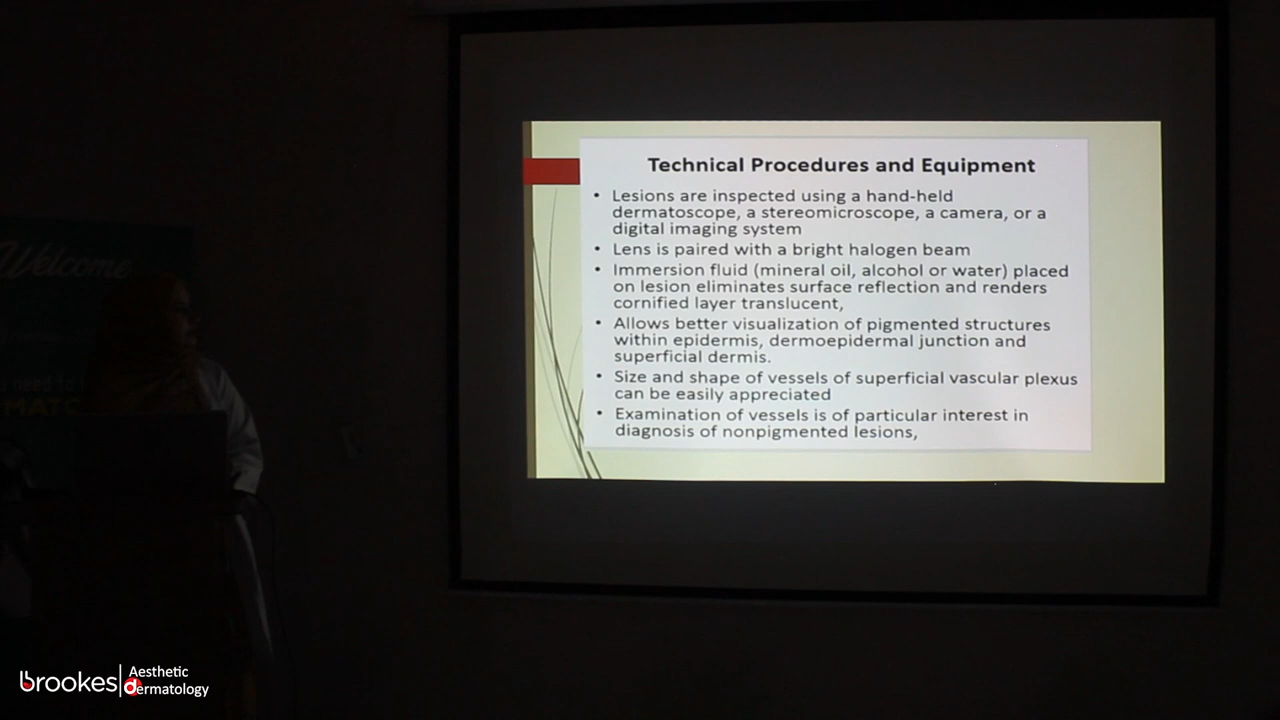 Technical Procedures and Equipment
• Lesions are inspected using a hand-held
dermatoscope, a stereomicroscope, a camera, or a
digital imaging system
• Lens is paired with a bright halogen beam
• Immersion fluid (mineral oil, alcohol or water) placed
on lesion eliminates surface reflection and renders
cornified layer translucent,
• Allows better visualization of pigmented structures
within epidermis, dermoepidermal junction and
superficial dermis.
• Size and shape of vessels of superficial vascular plexus
can be easily appreciated
• Examination of vessels is of particular interest in
diagnosis of nonpigmented lesions,
Welcome
need to
brookes
Aesthetic
dermatology